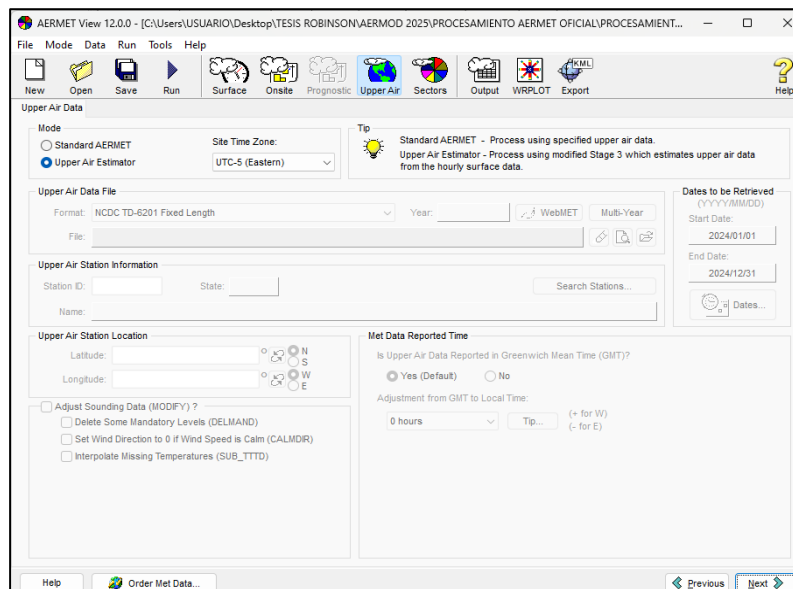 AERMET View 12.0.0 - [C:\Users\USUARIO\Desktop\TESIS ROBINSON\AERMOD 2025\PROCESAMIENTO AERMET OFICIAL\PROCESAMIENT...
File Mode Data Run Tools Help
New Open Save Run Surface Onsite Prognostic Upper Air Sectors Output WRPLOT Export Help
KML
Upper Air Data
Mode
Standard AERMET
Upper Air Estimator
Site Time Zone:
UTC-5 (Eastern)
Tip
Standard AERMET - Process using specified upper air data.
Upper Air Estimator - Process using modified Stage 3 which estimates upper air data
from the hourly surface data.
Upper Air Data File
Format: NCDC TD-6201 Fixed Length Year: WebMET Multi-Year
File:
Dates to be Retrieved
(YYYY/MM/DD)
Start Date:
2024/01/01
End Date:
2024/12/31
Dates...
Upper Air Station Information
Station ID: State: Search Stations...
Name:
Upper Air Station Location
Latitude: ° N
S
Longitude: ° W
E
Met Data Reported Time
Is Upper Air Data Reported in Greenwich Mean Time (GMT)?
Yes (Default) No
Adjustment from GMT to Local Time:
0 hours Tip... (+ for W)
(- for E)
Adjust Sounding Data (MODIFY) ?
Delete Some Mandatory Levels (DELMAND)
Set Wind Direction to 0 if Wind Speed is Calm (CALMDIR)
Interpolate Missing Temperatures (SUB_TTTD)
Help Order Met Data... Previous Next